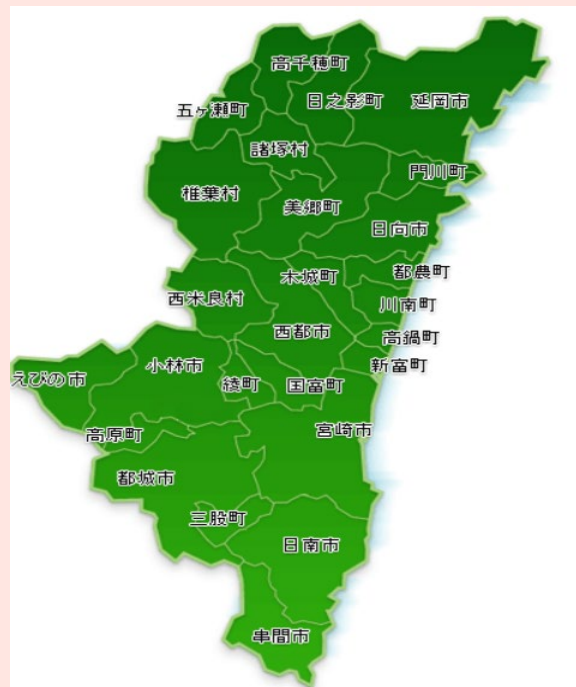 高千穂町
日之影町
延岡市
五ヶ瀬町
諸塚村
門川町
椎葉村
美郷町
日向市
木城町
都農町
西米良村
川南町
西都市
高鍋町
小林市
新富町
えびの市
綾町
国富町
宮崎市
高原町
都城市
三股町
日南市
串間市